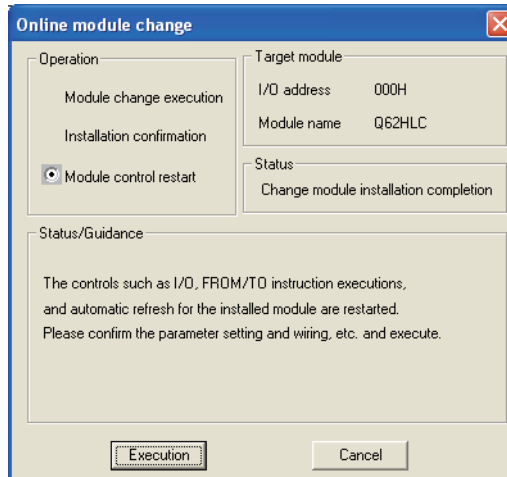 Online module change
Operation
Module change execution
Installation confirmation
Module control restart
Target module
I/O address 000H
Module name Q62HLC
Status
Change module installation completion
Status/Guidance
The controls such as I/O, FROM/TO instruction executions,
and automatic refresh for the installed module are restarted.
Please confirm the parameter setting and wiring, etc. and execute.
Execution Cancel